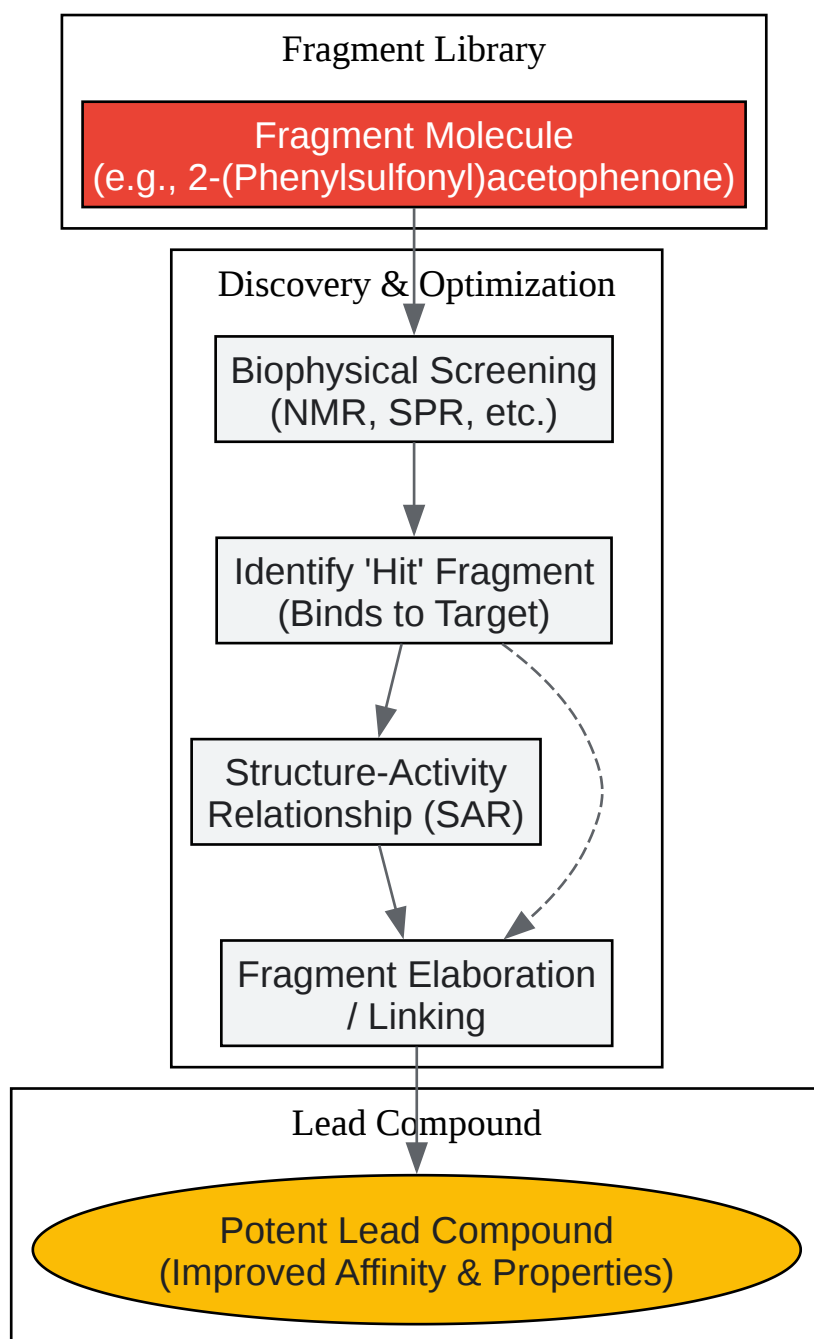 Fragment Library
Fragment Molecule
(e.g., 2-(Phenylsulfonyl)acetophenone)
Discovery & Optimization
Biophysical Screening
(NMR, SPR, etc.)
Identify 'Hit' Fragment
(Binds to Target)
Structure-Activity
Relationship (SAR)
Fragment Elaboration
/ Linking
Lead Compound
Potent Lead Compound
(Improved Affinity & Properties)